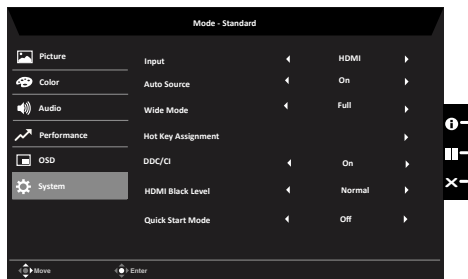 Mode - Standard
Picture
Color
Audio
Performance
OSD
System
Input HDMI
Auto Source On
Wide Mode Full
Hot Key Assignment
DDC/CI On
HDMI Black Level Normal
Quick Start Mode Off
Move Enter